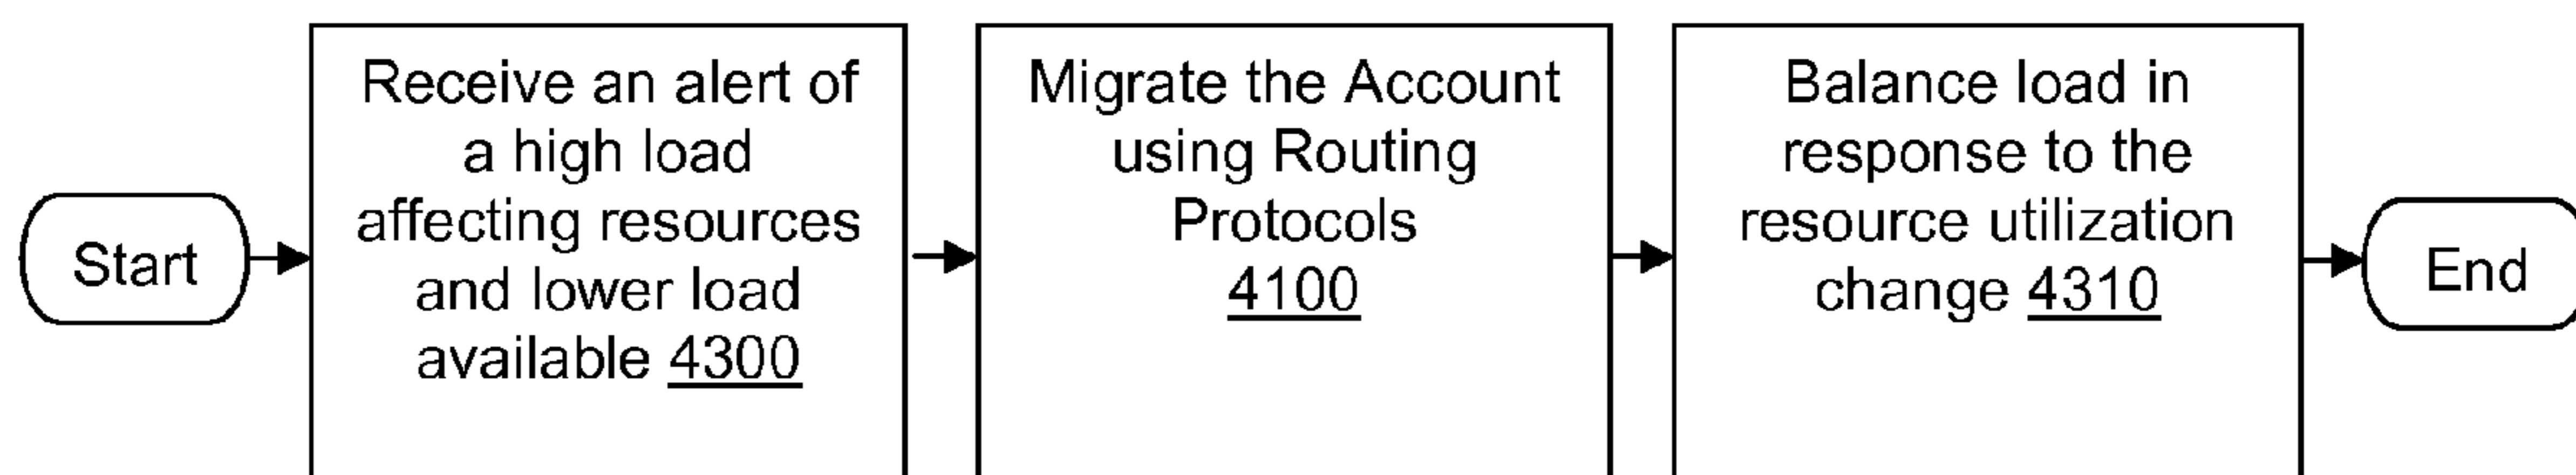 Start
Receive an alert of
a high load
affecting resources
and lower load
available 4300
Migrate the Account
using Routing
Protocols
4100
Balance load in
response to the
resource utilization
change 4310
End